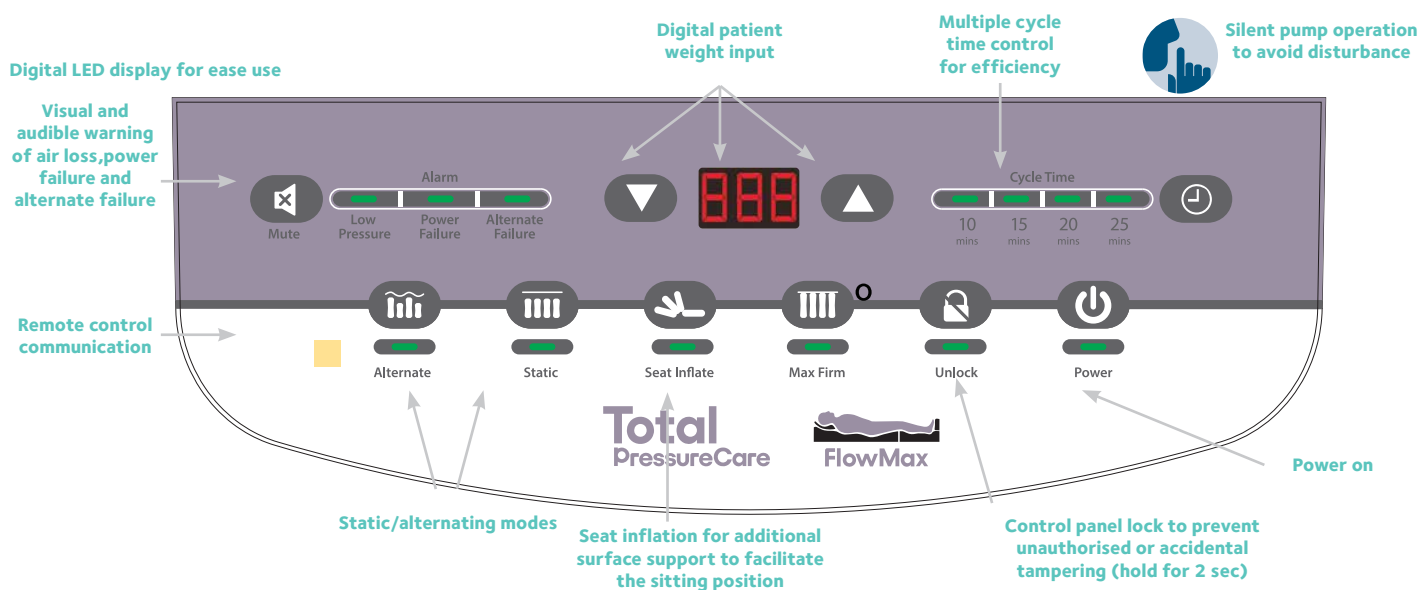 Digital patient
weight input
Multiple cycle
time control
for efficiency
Silent pump operation
to avoid disturbance
Digital LED display for ease use
Visual and
audible warning
of air loss,power
failure and
alternate failure
Alarm
Cycle Time
888
Mute
Low
Pressure
Power
Failure
Alternate
Failure
10
mins
15
mins
20
mins
25
mins
Remote control
communication
Alternate
Static
Seat Inflate
Max Firm
Unlock
Power
Total
PressureCare
FlowMax
Power on
Static/alternating modes
Seat inflation for additional
surface support to facilitate
the sitting position
Control panel lock to prevent
unauthorised or accidental
tampering (hold for 2 sec)